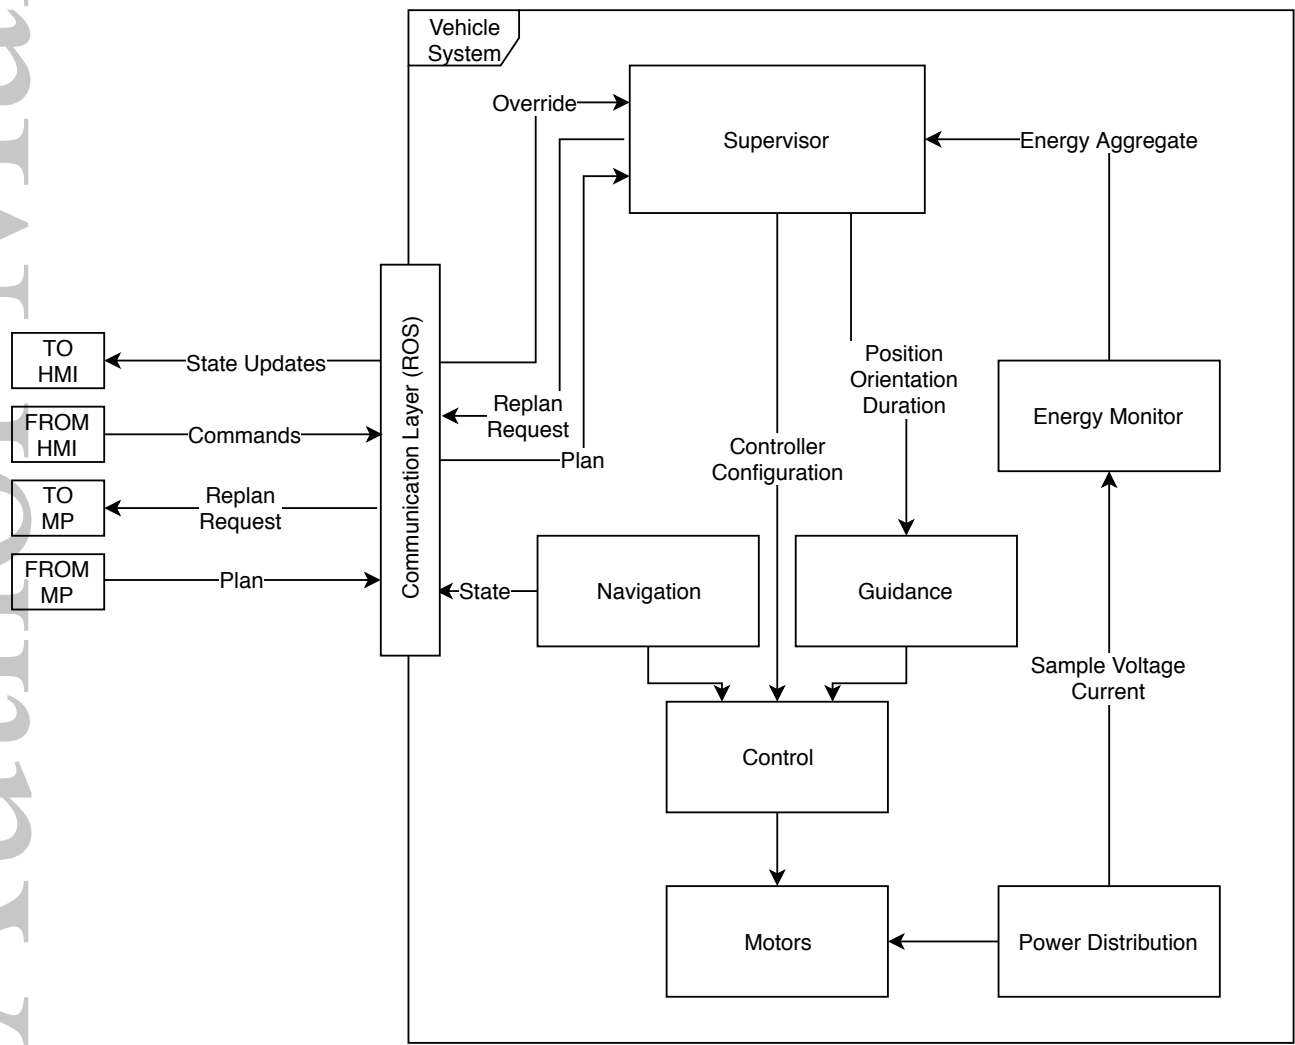 Vehicle
System
Override
Supervisor
Energy Aggregate
TO
HMI
State Updates
FROM
HMI
Commands
TO
MP
Replan
Request
FROM
MP
Plan
Communication Layer (ROS)
Replan
Request
Plan
Controller
Configuration
Position
Orientation
Duration
Energy Monitor
State
Navigation
Guidance
Sample Voltage
Current
Control
Motors
Power Distribution